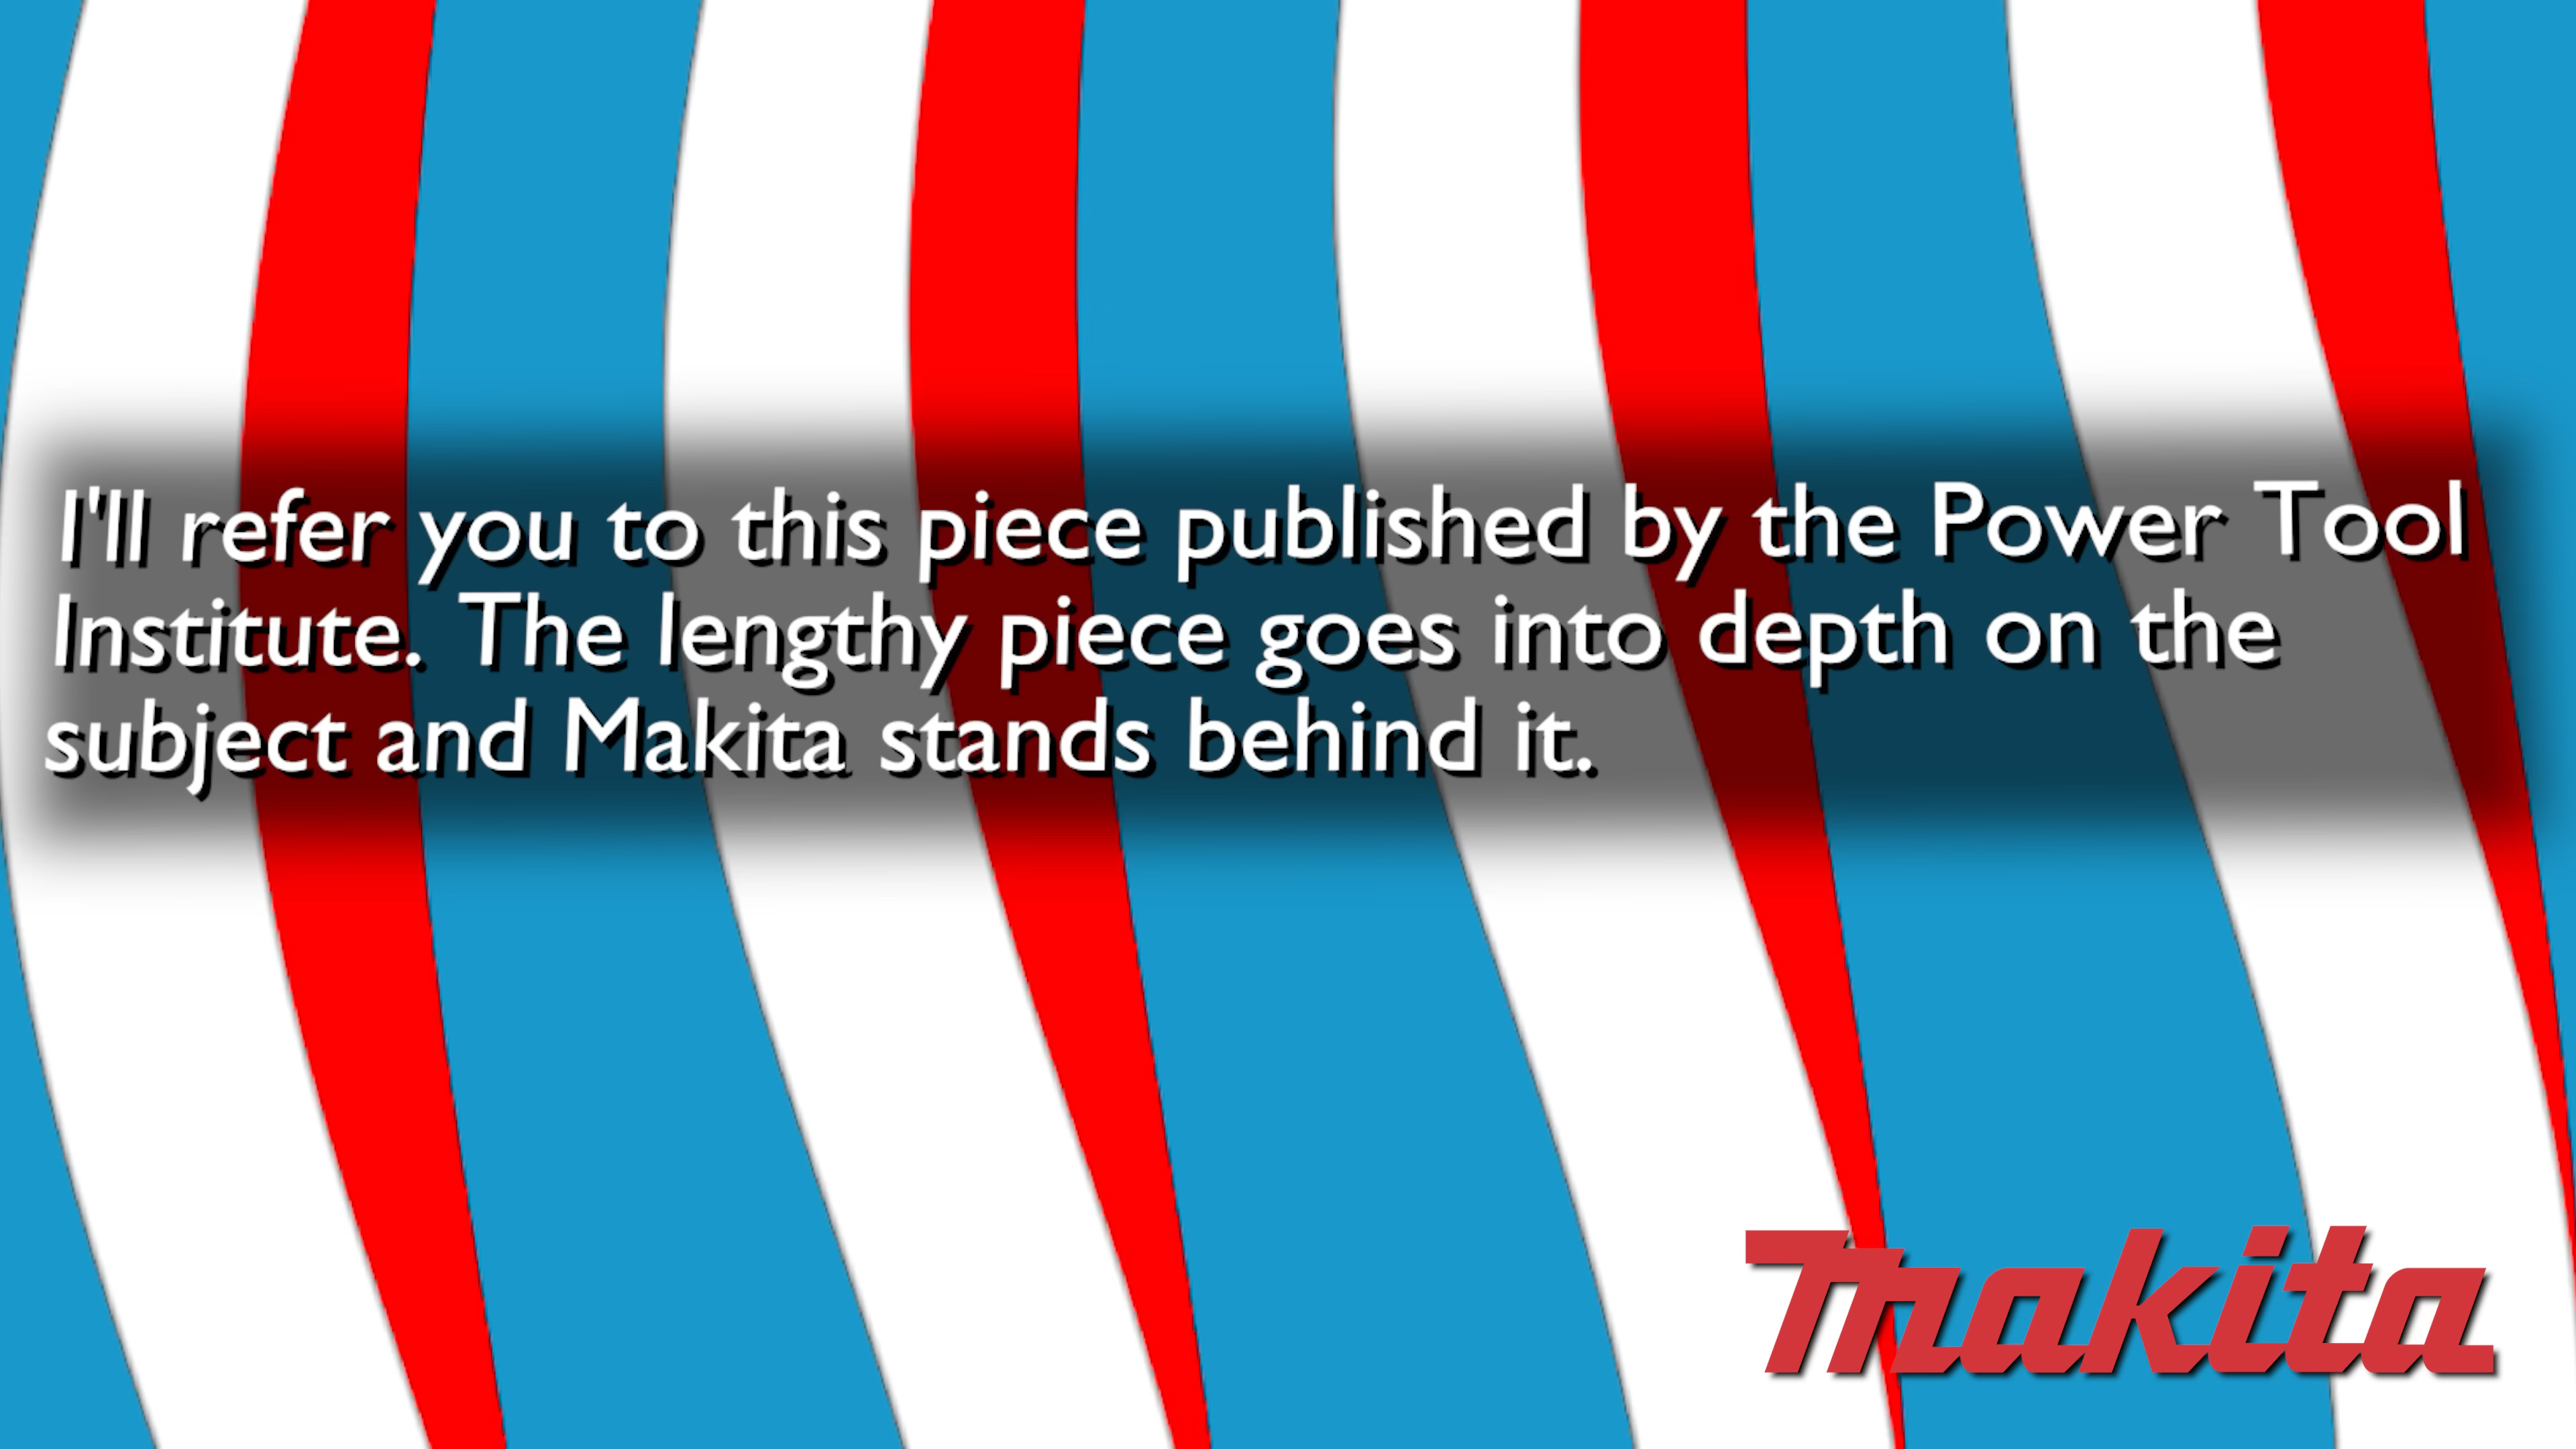 I'll refer you to this piece published by the Power Tool
Institute. The lengthy piece goes into depth on the
subject and Makita stands behind it.
makita